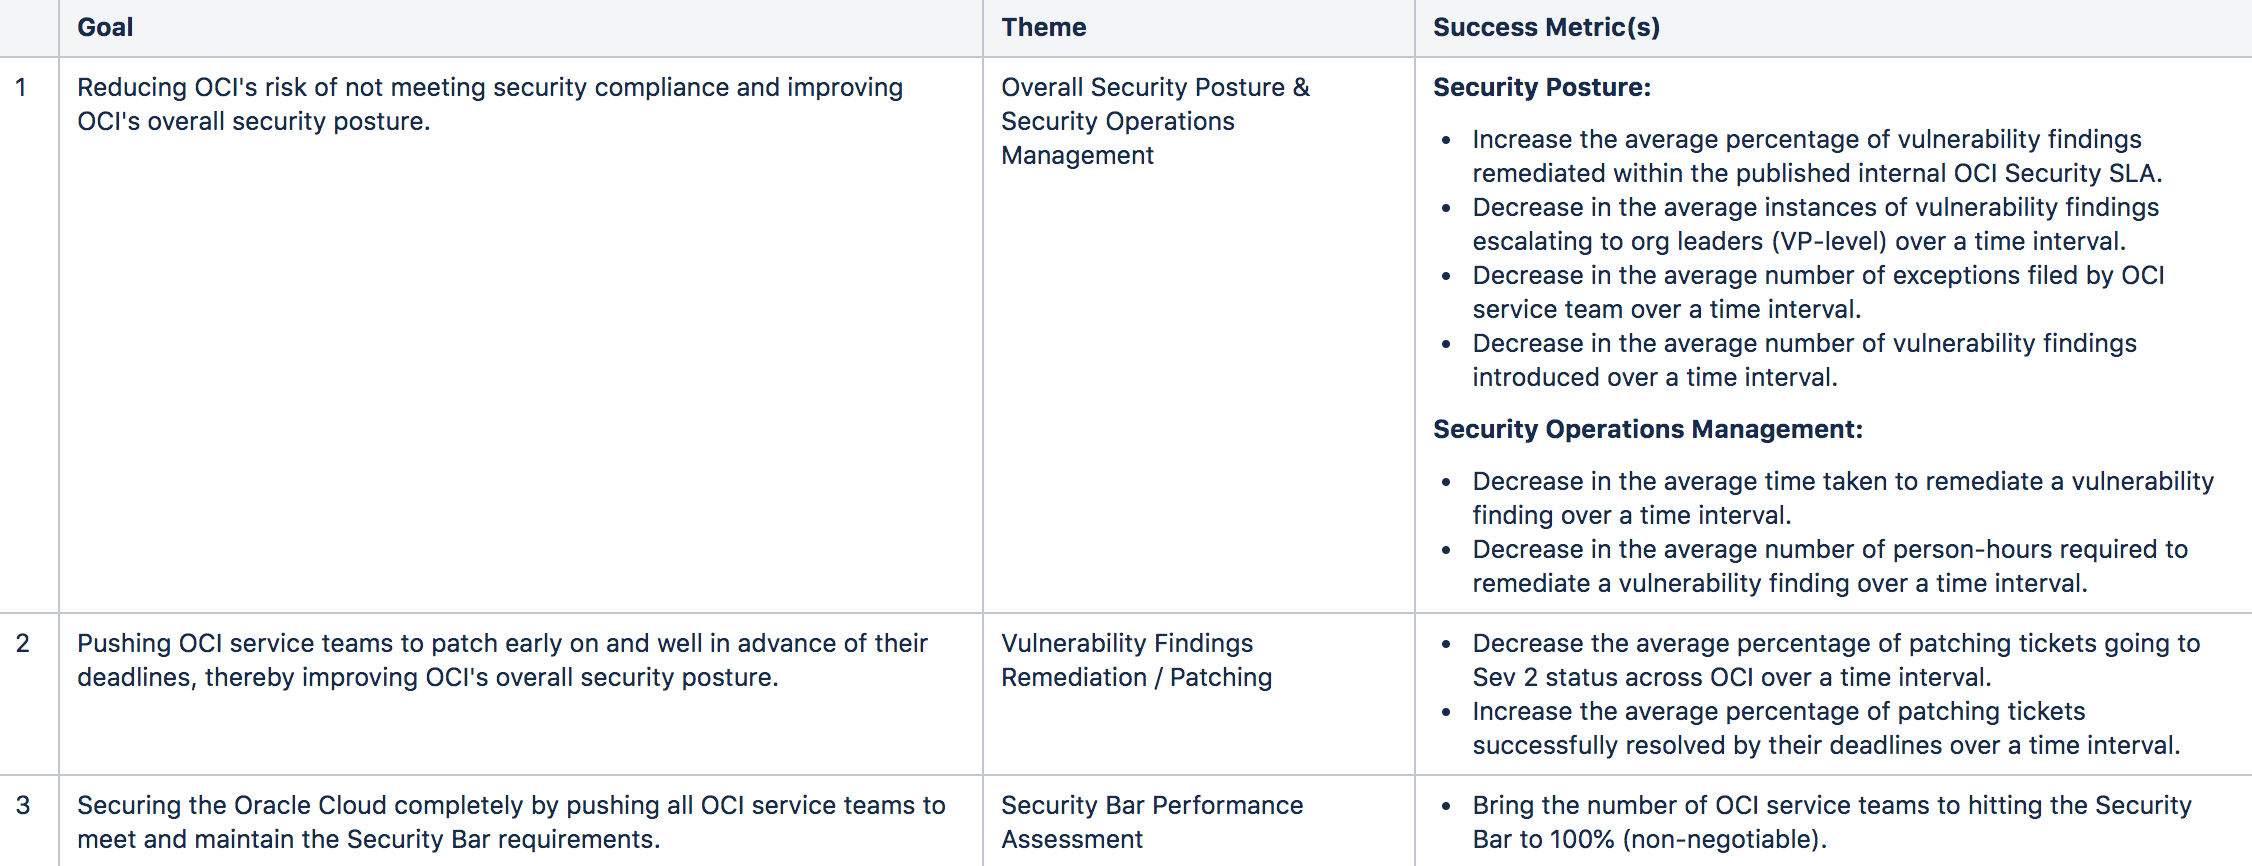 Goal
Theme
Success Metric(s)
1
Reducing OCI's risk of not meeting security compliance and improving
OCI's overall security posture.
Overall Security Posture &
Security Operations
Management
Security Posture:
• Increase the average percentage of vulnerability findings
remediated within the published internal OCI Security SLA.
• Decrease in the average instances of vulnerability findings
escalating to org leaders (VP-level) over a time interval.
• Decrease in the average number of exceptions filed by OCI
service team over a time interval.
• Decrease in the average number of vulnerability findings
introduced over a time interval.
Security Operations Management:
• Decrease in the average time taken to remediate a vulnerability
finding over a time interval.
• Decrease in the average number of person-hours required to
remediate a vulnerability finding over a time interval.
2
Pushing OCI service teams to patch early on and well in advance of their
deadlines, thereby improving OCI's overall security posture.
Vulnerability Findings
Remediation / Patching
• Decrease the average percentage of patching tickets going to
Sev 2 status across OCI over a time interval.
• Increase the average percentage of patching tickets
successfully resolved by their deadlines over a time interval.
3
Securing the Oracle Cloud completely by pushing all OCI service teams to
meet and maintain the Security Bar requirements.
Security Bar Performance
Assessment
• Bring the number of OCI service teams to hitting the Security
Bar to 100% (non-negotiable).